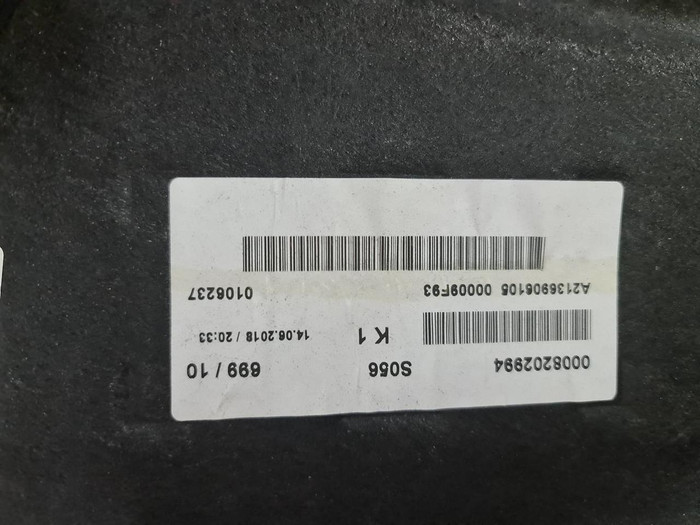 0008202994 S056 699 / 10
K 1 14.06.2018 / 20:33
A2136906105 00009F93 0106237